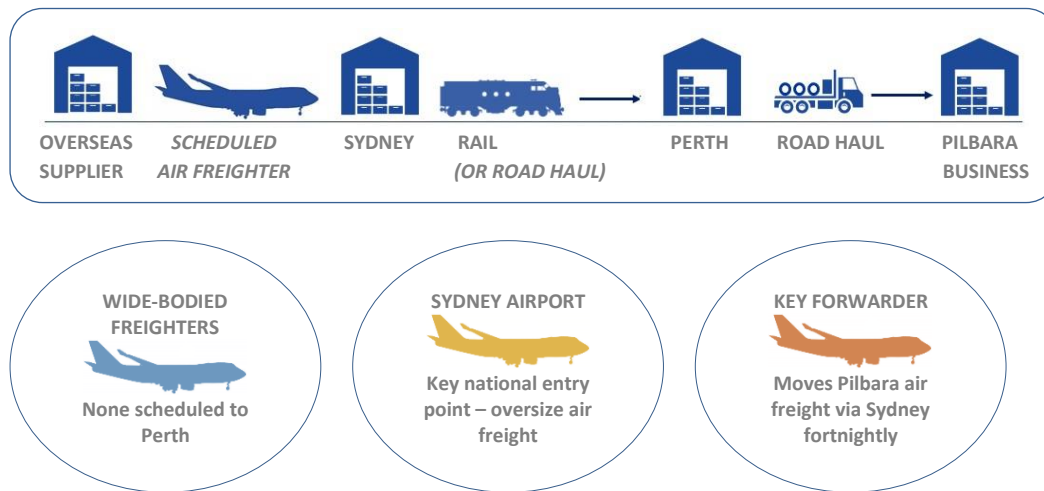 OVERSEAS
SUPPLIER
SCHEDULED
AIR FREIGHTER
SYDNEY
RAIL
(OR ROAD HAUL)
PERTH
ROAD HAUL
PILBARA
BUSINESS
WIDE-BODIED
FREIGHTERS
None scheduled to
Perth
SYDNEY AIRPORT
Key national entry
point – oversize air
freight
KEY FORWARDER
Moves Pilbara air
freight via Sydney
fortnightly